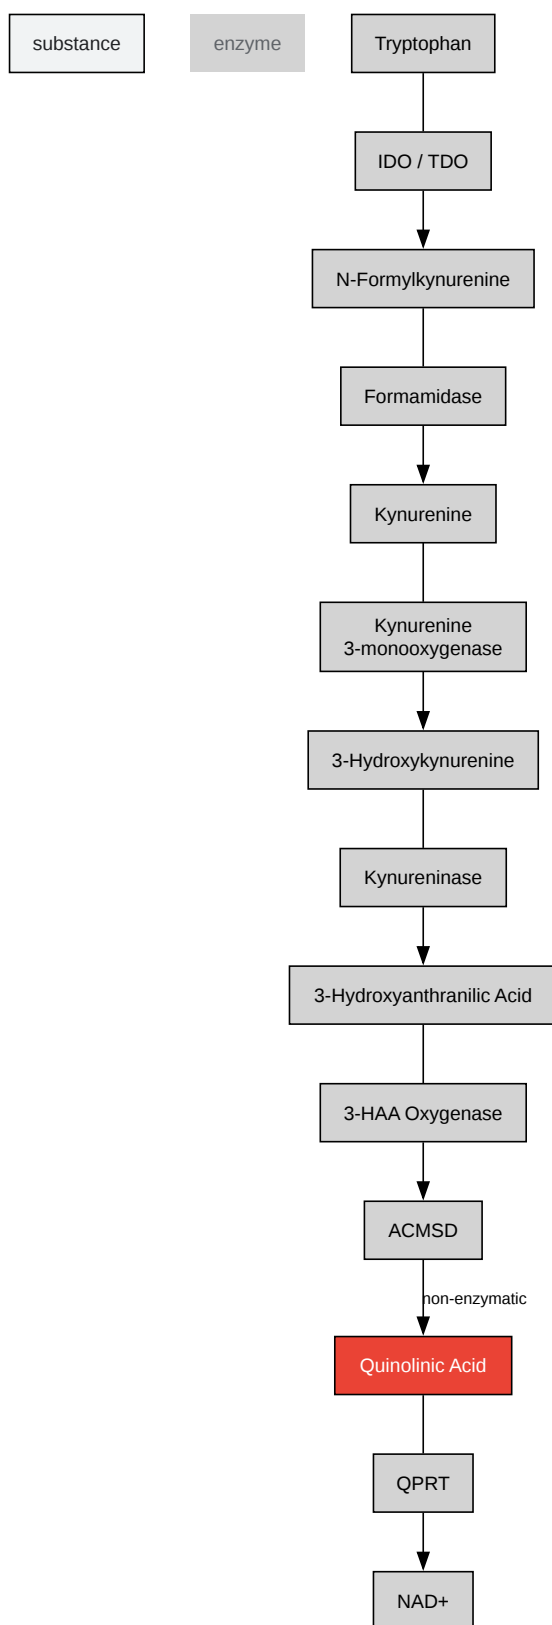 substance
enzyme
Tryptophan
IDO / TDO
N-Formylkynurenine
Formamidase
Kynurenine
Kynurenine
3-monooxygenase
3-Hydroxykynurenine
Kynureninase
3-Hydroxyanthranilic Acid
3-HAA Oxygenase
ACMSD
non-enzymatic
Quinolinic Acid
QPRT
NAD+